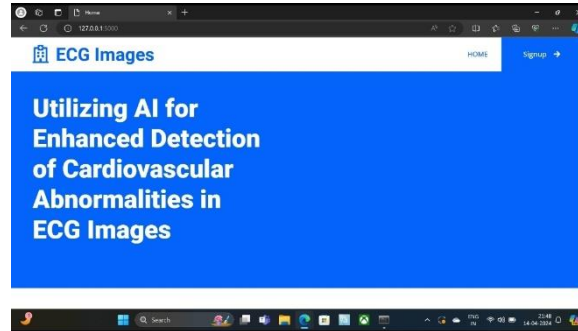 Home
127.0.0.1:5000
ECG Images
HOME
Signup →
Utilizing AI for
Enhanced Detection
of Cardiovascular
Abnormalities in
ECG Images
Search
ENG
IN
21:48
14-04-2024